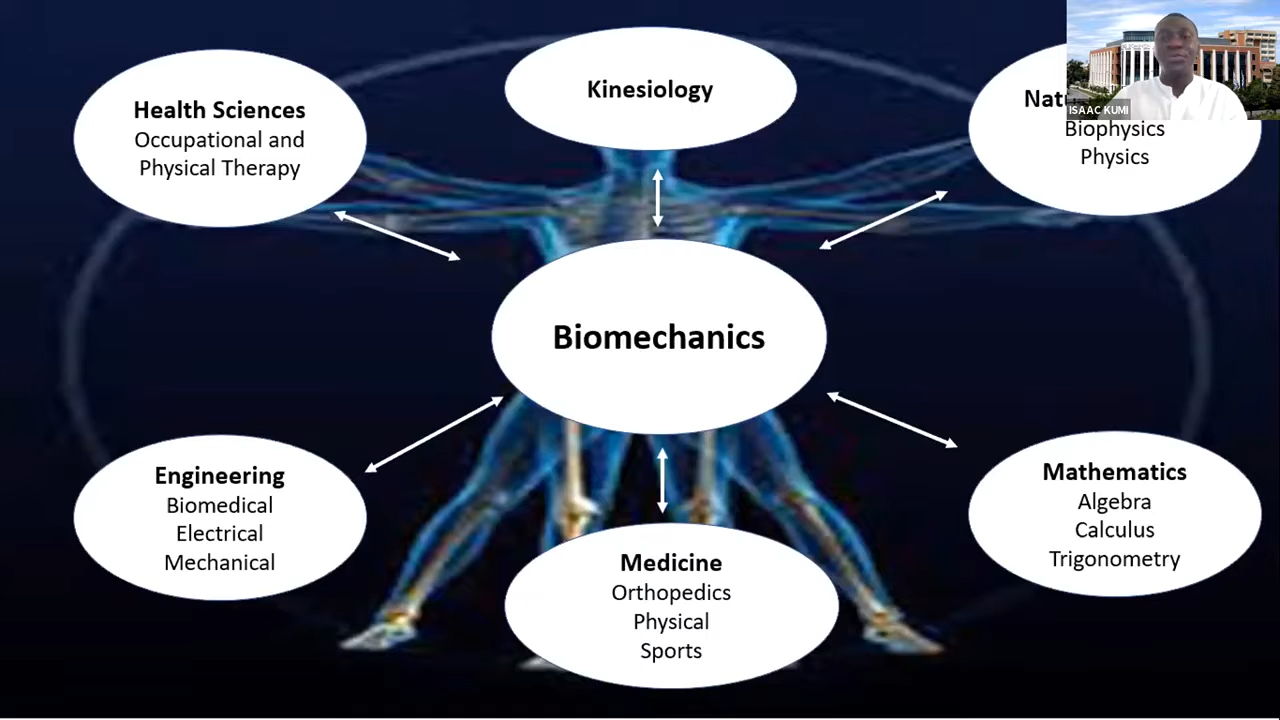 Kinesiology
Health Sciences
Occupational and
Physical Therapy
ISAAC KUMI
Biophysics
Physics
Biomechanics
Engineering
Biomedical
Electrical
Mechanical
Medicine
Orthopedics
Physical
Sports
Mathematics
Algebra
Calculus
Trigonometry